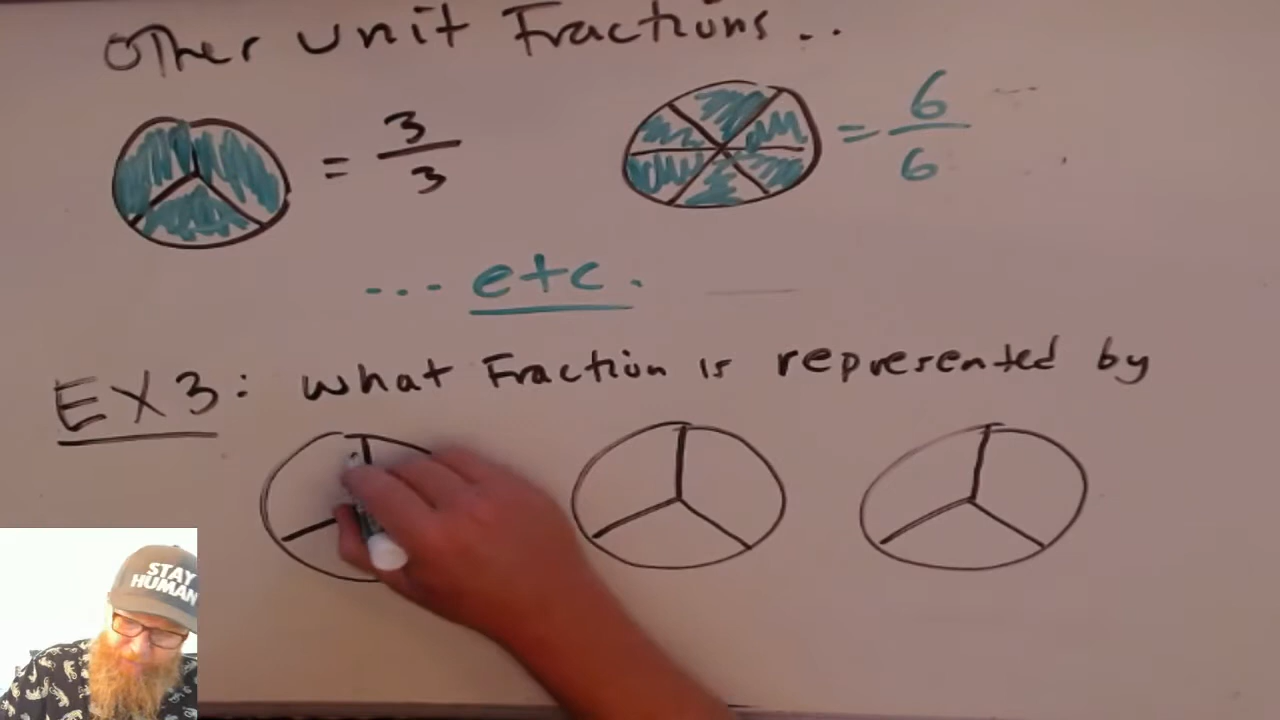 Other unit Fractions..
= 3/3
= 6/6
... etc.
EX3: what Fraction is represented by
STAY
HUMAN